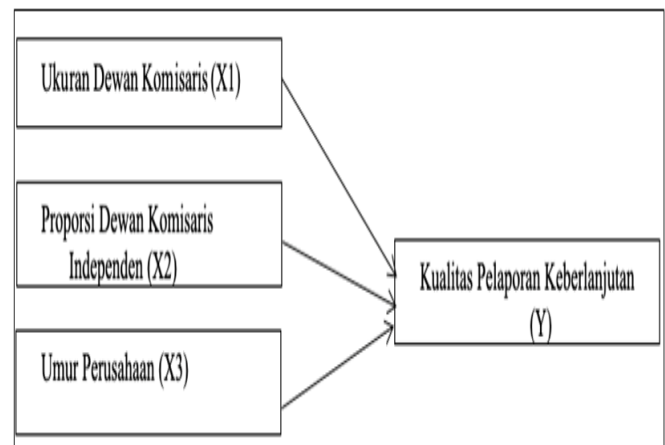 Ukuran Dewan Komisaris (X1)
Proporsi Dewan Komisaris
Independen (X2)
Umur Perusahaan (X3)
Kualitas Pelaporan Keberlanjutan
(Y)